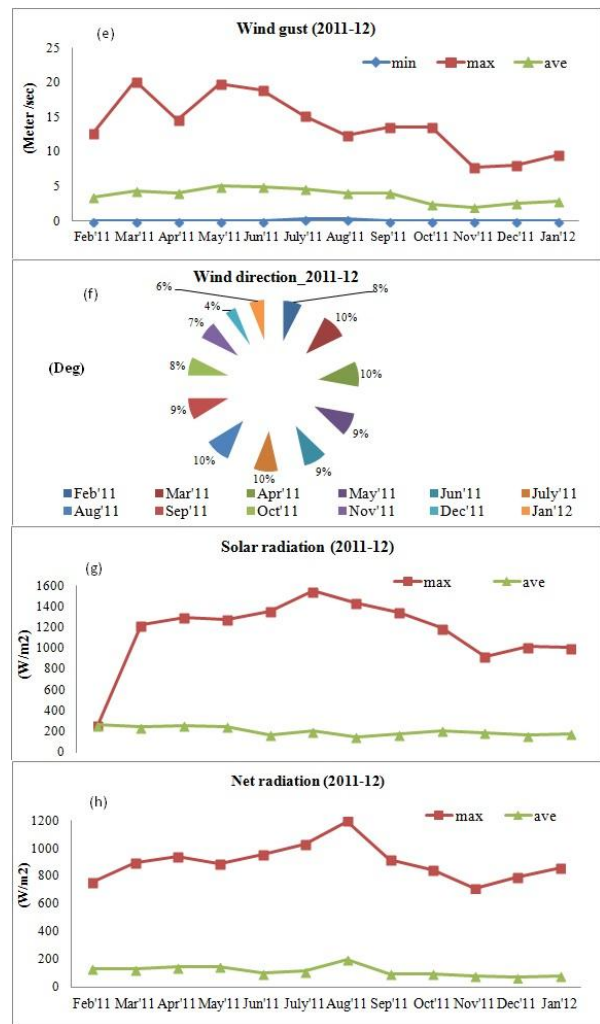 (e)
Wind gust (2011-12)
min max ave
(Meter /sec)
25
20
15
10
5
0
Feb'11 Mar'11 Apr'11 May'11 Jun'11 July'11 Aug'11 Sep'11 Oct'11 Nov'11 Dec'11 Jan'12
(f)
Wind direction_2011-12
(Deg)
6% 8%
4%
7% 10%
8% 10%
9% 9%
10% 10% 9%
Feb'11 Mar'11 Apr'11 May'11 Jun'11 July'11
Aug'11 Sep'11 Oct'11 Nov'11 Dec'11 Jan'12
Solar radiation (2011-12)
(g)
max ave
(W/m2)
1600
1400
1200
1000
800
600
400
200
0
Net radiation (2011-12)
(h)
max ave
(W/m2)
1200
1000
800
600
400
200
0
Feb'11 Mar'11 Apr'11 May'11 Jun'11 July'11 Aug'11 Sep'11 Oct'11 Nov'11 Dec'11 Jan'12